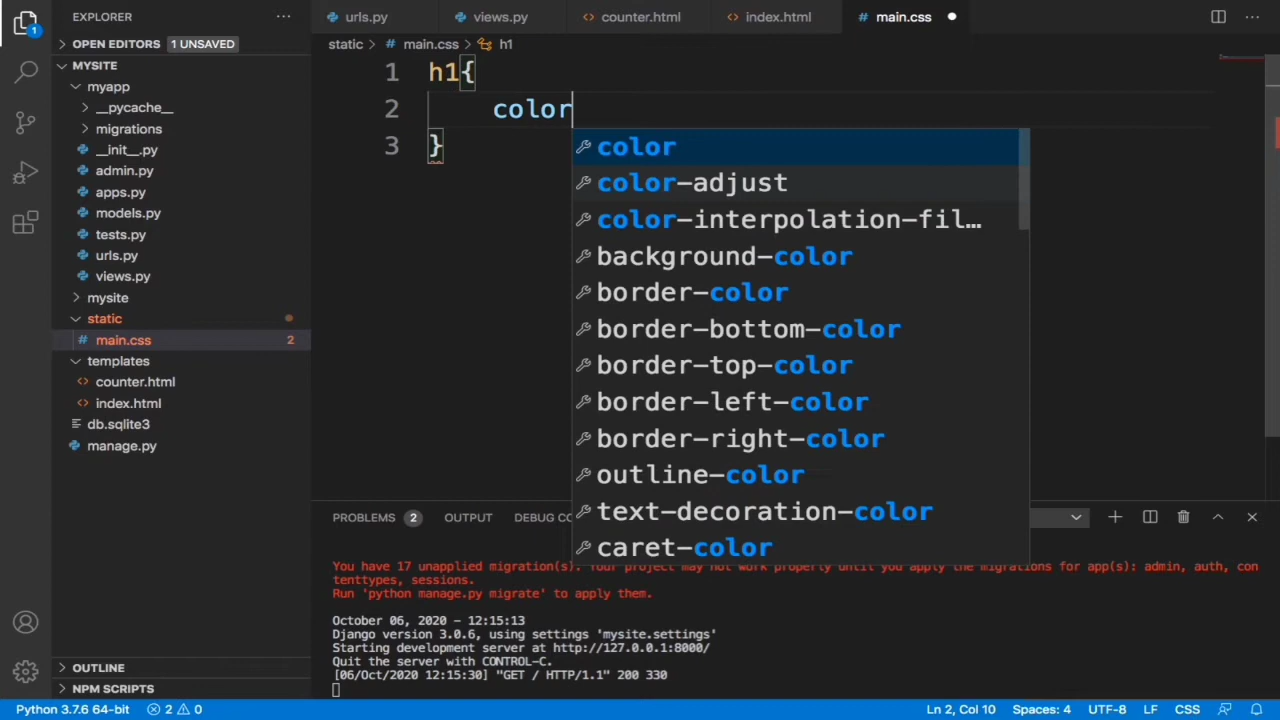 EXPLORER
OPEN EDITORS 1 UNSAVED
MYSITE
myapp
__pycache__
migrations
__init__.py
admin.py
apps.py
models.py
tests.py
urls.py
views.py
mysite
static
main.css 2
templates
counter.html
index.html
db.sqlite3
manage.py
OUTLINE
NPM SCRIPTS
1
urls.py views.py counter.html index.html # main.css
static > # main.css > h1
1 h1{
2 color
3 }
color
color-adjust
color-interpolation-fil…
background-color
border-color
border-bottom-color
border-top-color
border-left-color
border-right-color
outline-color
text-decoration-color
caret-color
PROBLEMS 2 OUTPUT DEBUG CO
You have 17 unapplied migration(s). Your project may not work properly until you apply the migrations for app(s): admin, auth, con
tenttypes, sessions.
Run 'python manage.py migrate' to apply them.
October 06, 2020 - 12:15:13
Django version 3.0.6, using settings 'mysite.settings'
Starting development server at http://127.0.0.1:8000/
Quit the server with CONTROL-C.
[06/Oct/2020 12:15:30] "GET / HTTP/1.1" 200 330
Python 3.7.6 64-bit 2 0 Ln 2, Col 10 Spaces: 4 UTF-8 LF CSS